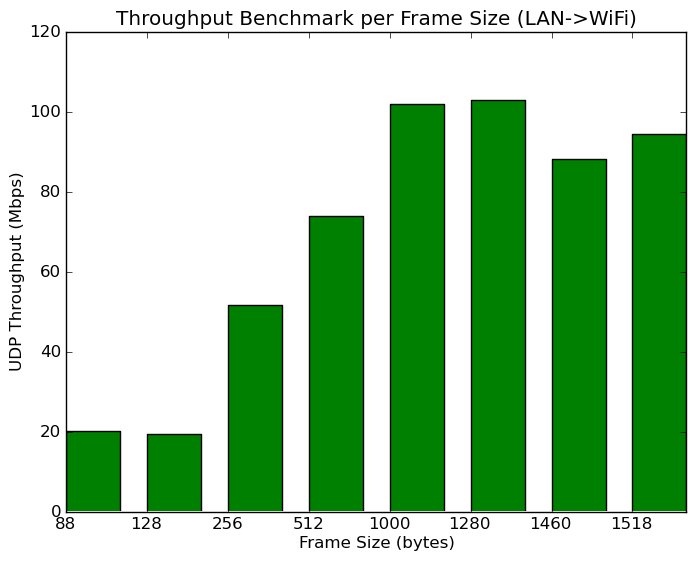 Throughput Benchmark per Frame Size (LAN->WiFi)
120
100
80
60
40
20
0
UDP Throughput (Mbps)
88 128 256 512 1000 1280 1460 1518
Frame Size (bytes)